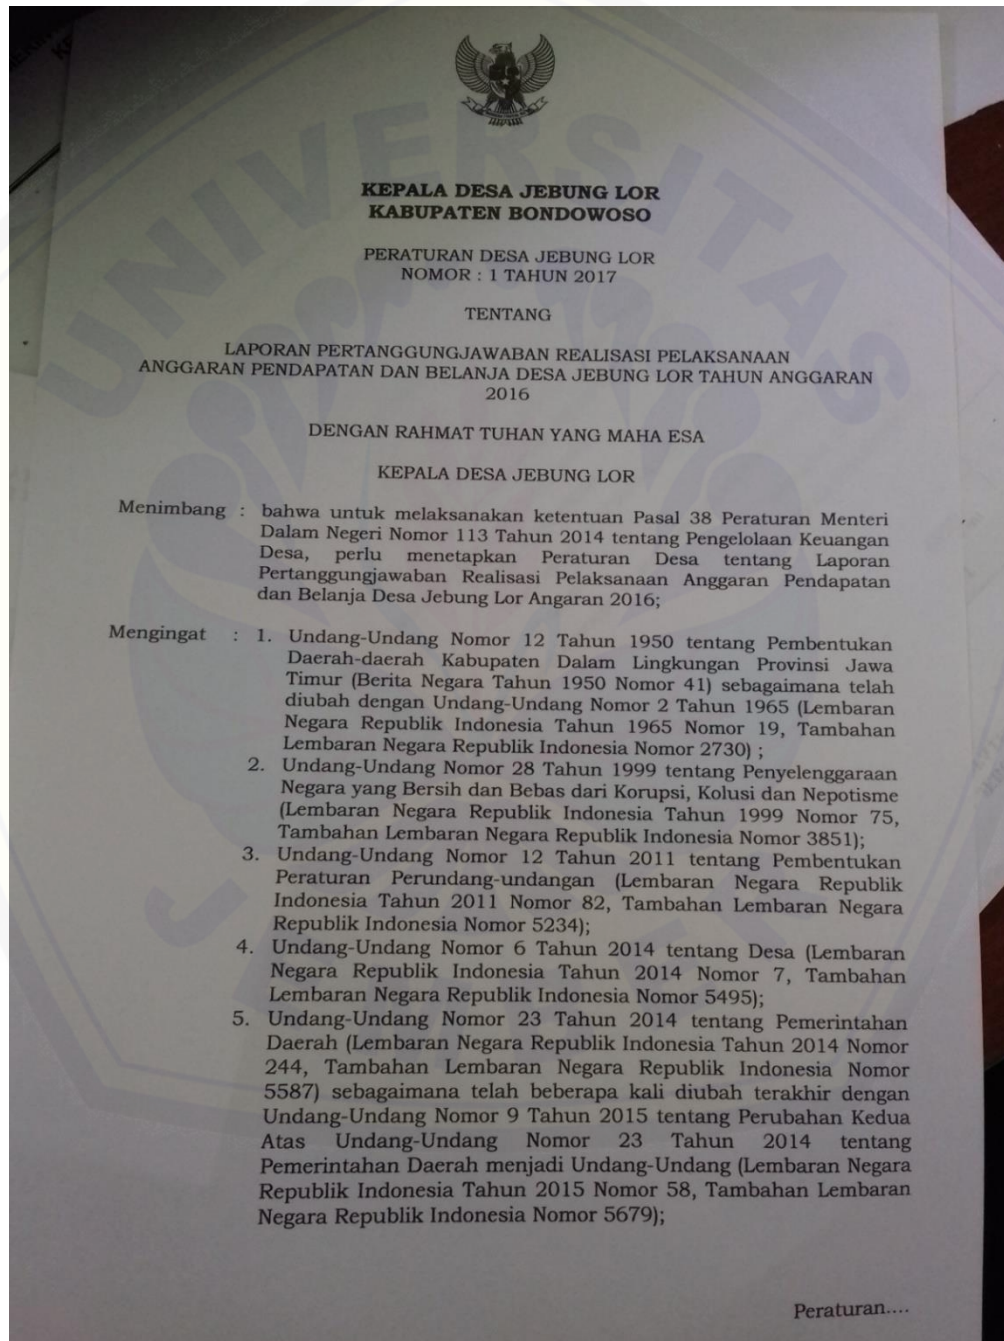 KEPALA DESA JEBUNG LOR
KABUPATEN BONDOWOSO
PERATURAN DESA JEBUNG LOR
NOMOR : 1 TAHUN 2017
TENTANG
LAPORAN PERTANGGUNGJAWABAN REALISASI PELAKSANAAN
ANGGARAN PENDAPATAN DAN BELANJA DESA JEBUNG LOR TAHUN ANGGARAN
2016
DENGAN RAHMAT TUHAN YANG MAHA ESA
KEPALA DESA JEBUNG LOR
Menimbang : bahwa untuk melaksanakan ketentuan Pasal 38 Peraturan Menteri
Dalam Negeri Nomor 113 Tahun 2014 tentang Pengelolaan Keuangan
Desa, perlu menetapkan Peraturan Desa tentang Laporan
Pertanggungjawaban Realisasi Pelaksanaan Anggaran Pendapatan
dan Belanja Desa Jebung Lor Angaran 2016;
Mengingat : 1. Undang-Undang Nomor 12 Tahun 1950 tentang Pembentukan
Daerah-daerah Kabupaten Dalam Lingkungan Provinsi Jawa
Timur (Berita Negara Tahun 1950 Nomor 41) sebagaimana telah
diubah dengan Undang-Undang Nomor 2 Tahun 1965 (Lembaran
Negara Republik Indonesia Tahun 1965 Nomor 19, Tambahan
Lembaran Negara Republik Indonesia Nomor 2730) ;
2. Undang-Undang Nomor 28 Tahun 1999 tentang Penyelenggaraan
Negara yang Bersih dan Bebas dari Korupsi, Kolusi dan Nepotisme
(Lembaran Negara Republik Indonesia Tahun 1999 Nomor 75,
Tambahan Lembaran Negara Republik Indonesia Nomor 3851);
3. Undang-Undang Nomor 12 Tahun 2011 tentang Pembentukan
Peraturan Perundang-undangan (Lembaran Negara Republik
Indonesia Tahun 2011 Nomor 82, Tambahan Lembaran Negara
Republik Indonesia Nomor 5234);
4. Undang-Undang Nomor 6 Tahun 2014 tentang Desa (Lembaran
Negara Republik Indonesia Tahun 2014 Nomor 7, Tambahan
Lembaran Negara Republik Indonesia Nomor 5495);
5. Undang-Undang Nomor 23 Tahun 2014 tentang Pemerintahan
Daerah (Lembaran Negara Republik Indonesia Tahun 2014 Nomor
244, Tambahan Lembaran Negara Republik Indonesia Nomor
5587) sebagaimana telah beberapa kali diubah terakhir dengan
Undang-Undang Nomor 9 Tahun 2015 tentang Perubahan Kedua
Atas Undang-Undang Nomor 23 Tahun 2014 tentang
Pemerintahan Daerah menjadi Undang-Undang (Lembaran Negara
Republik Indonesia Tahun 2015 Nomor 58, Tambahan Lembaran
Negara Republik Indonesia Nomor 5679);
Peraturan....
UNIVERSITAS